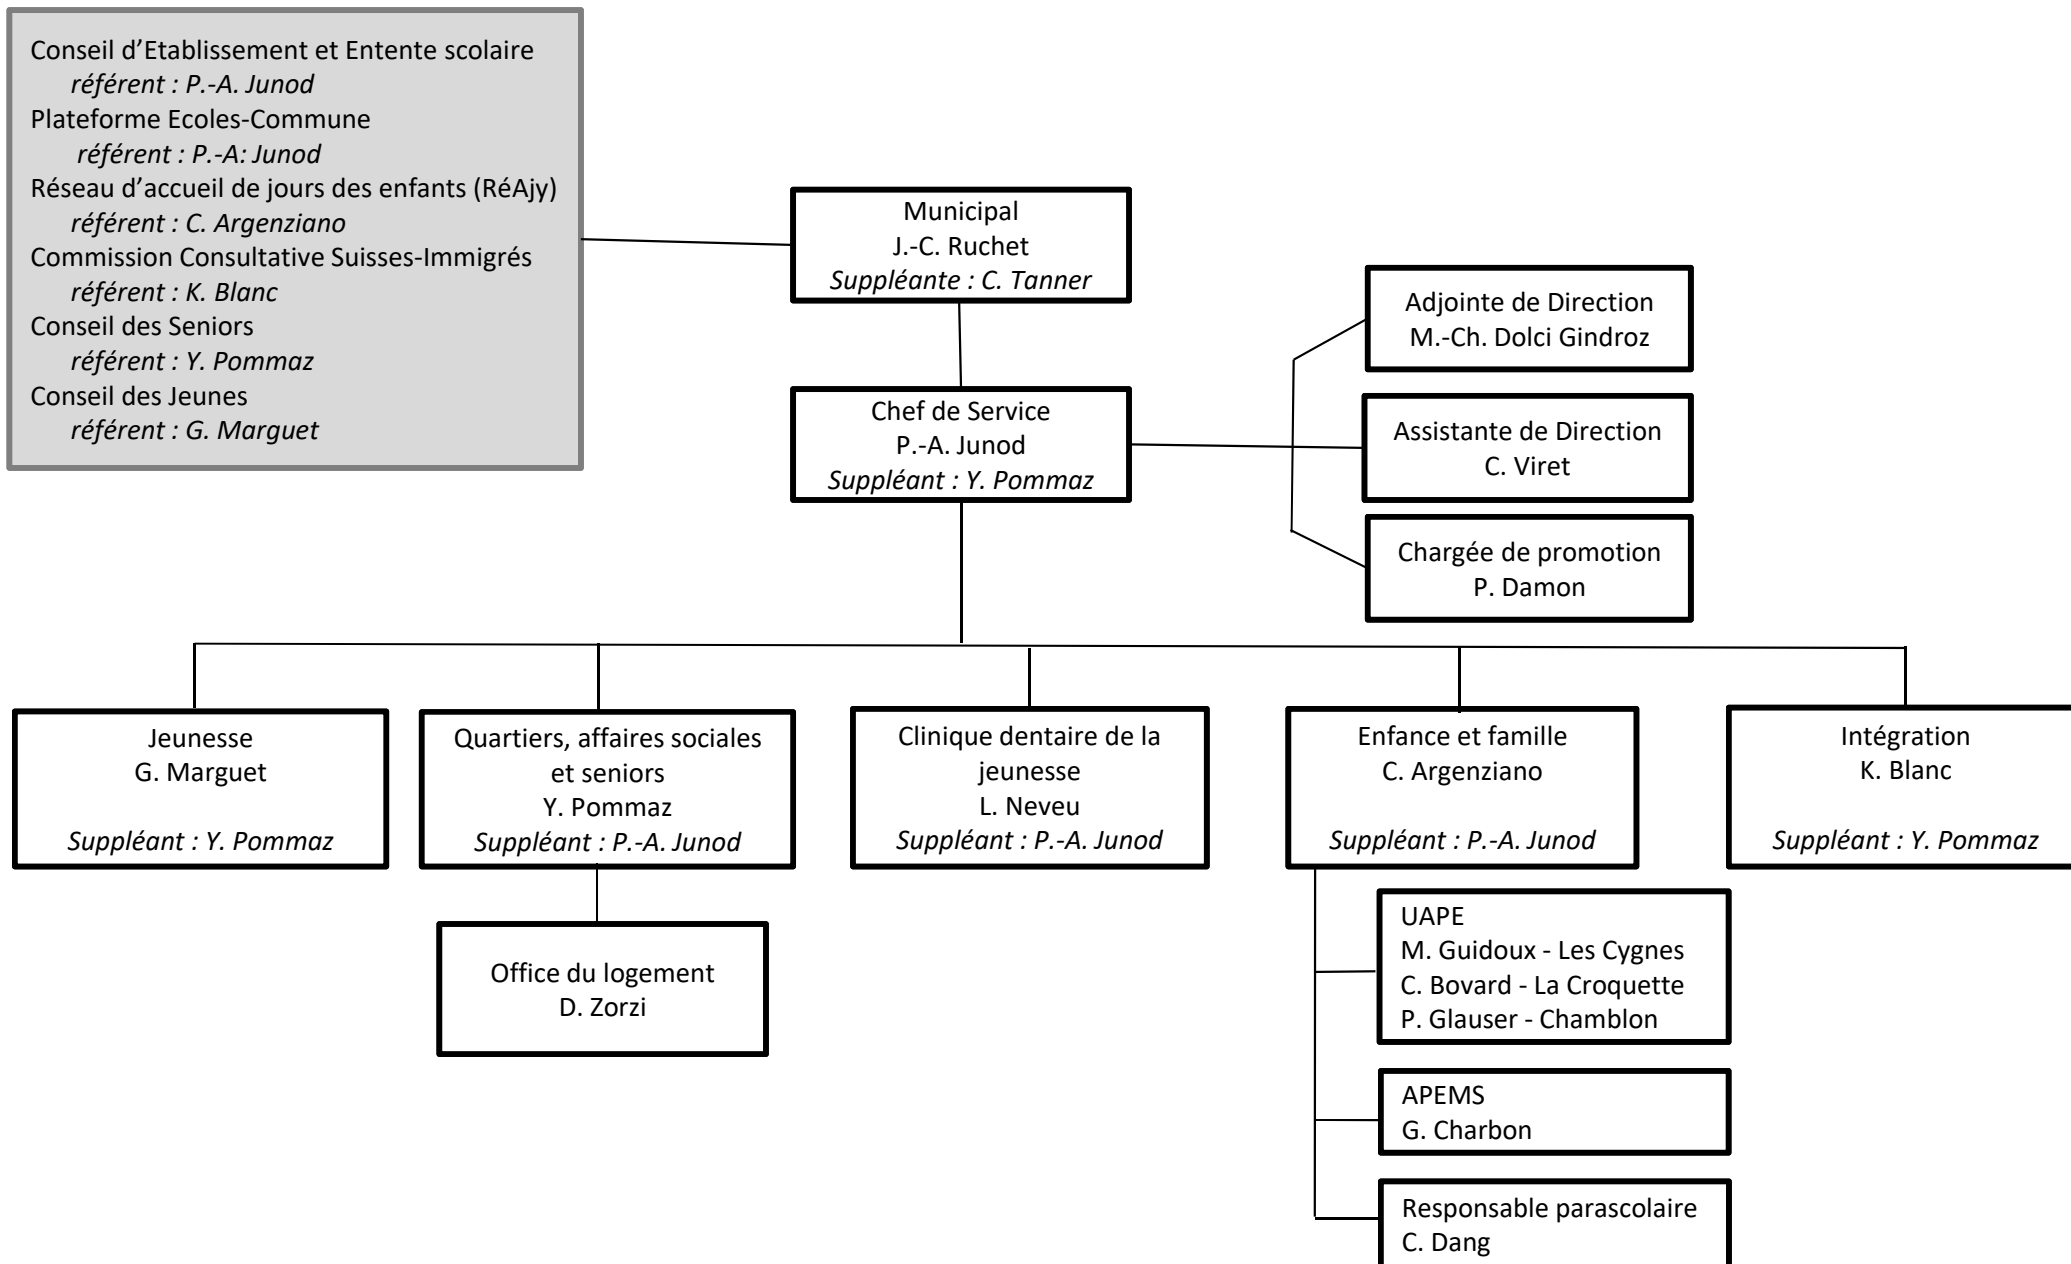 Conseil d’Etablissement et Entente scolaire
référent : P.-A. Junod
Plateforme Ecoles-Commune
référent : P.-A: Junod
Réseau d’accueil de jours des enfants (RéAjy)
référent : C. Argenziano
Commission Consultative Suisses-Immigrés
référent : K. Blanc
Conseil des Seniors
référent : Y. Pommaz
Conseil des Jeunes
référent : G. Marguet
Municipal
J.-C. Ruchet
Suppléante : C. Tanner
Chef de Service
P.-A. Junod
Suppléant : Y. Pommaz
Adjointe de Direction
M.-Ch. Dolci Gindroz
Assistante de Direction
C. Viret
Chargée de promotion
P. Damon
Jeunesse
G. Marguet
Suppléant : Y. Pommaz
Quartiers, affaires sociales
et seniors
Y. Pommaz
Suppléant : P.-A. Junod
Clinique dentaire de la
jeunesse
L. Neveu
Suppléant : P.-A. Junod
Enfance et famille
C. Argenziano
Suppléant : P.-A. Junod
Intégration
K. Blanc
Suppléant : Y. Pommaz
Office du logement
D. Zorzi
UAPE
M. Guidoux - Les Cygnes
C. Bovard - La Croquette
P. Glauser - Chamblon
APEMS
G. Charbon
Responsable parascolaire
C. Dang